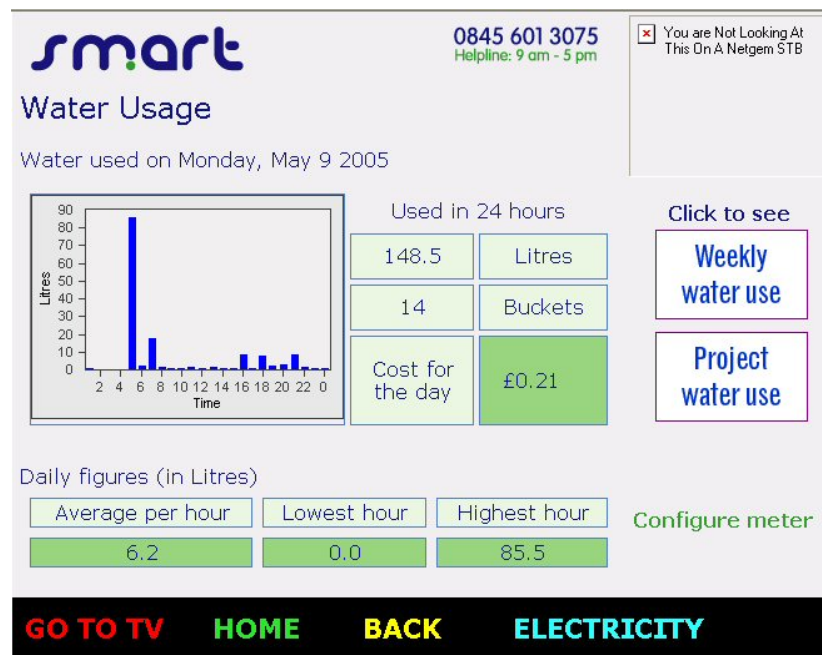 smart
0845 601 3075
Helpline: 9 am - 5 pm
You are Not Looking At
This On A Netgem STB
Water Usage
Water used on Monday, May 9 2005
90
80
70
60
50
40
30
20
10
0
Litres
2 4 6 8 10 12 14 16 18 20 22 0
Time
Used in 24 hours
148.5 Litres
14 Buckets
Cost for
the day
£0.21
Click to see
Weekly
water use
Project
water use
Daily figures (in Litres)
Average per hour Lowest hour Highest hour
6.2 0.0 85.5
Configure meter
GO TO TV HOME BACK ELECTRICITY